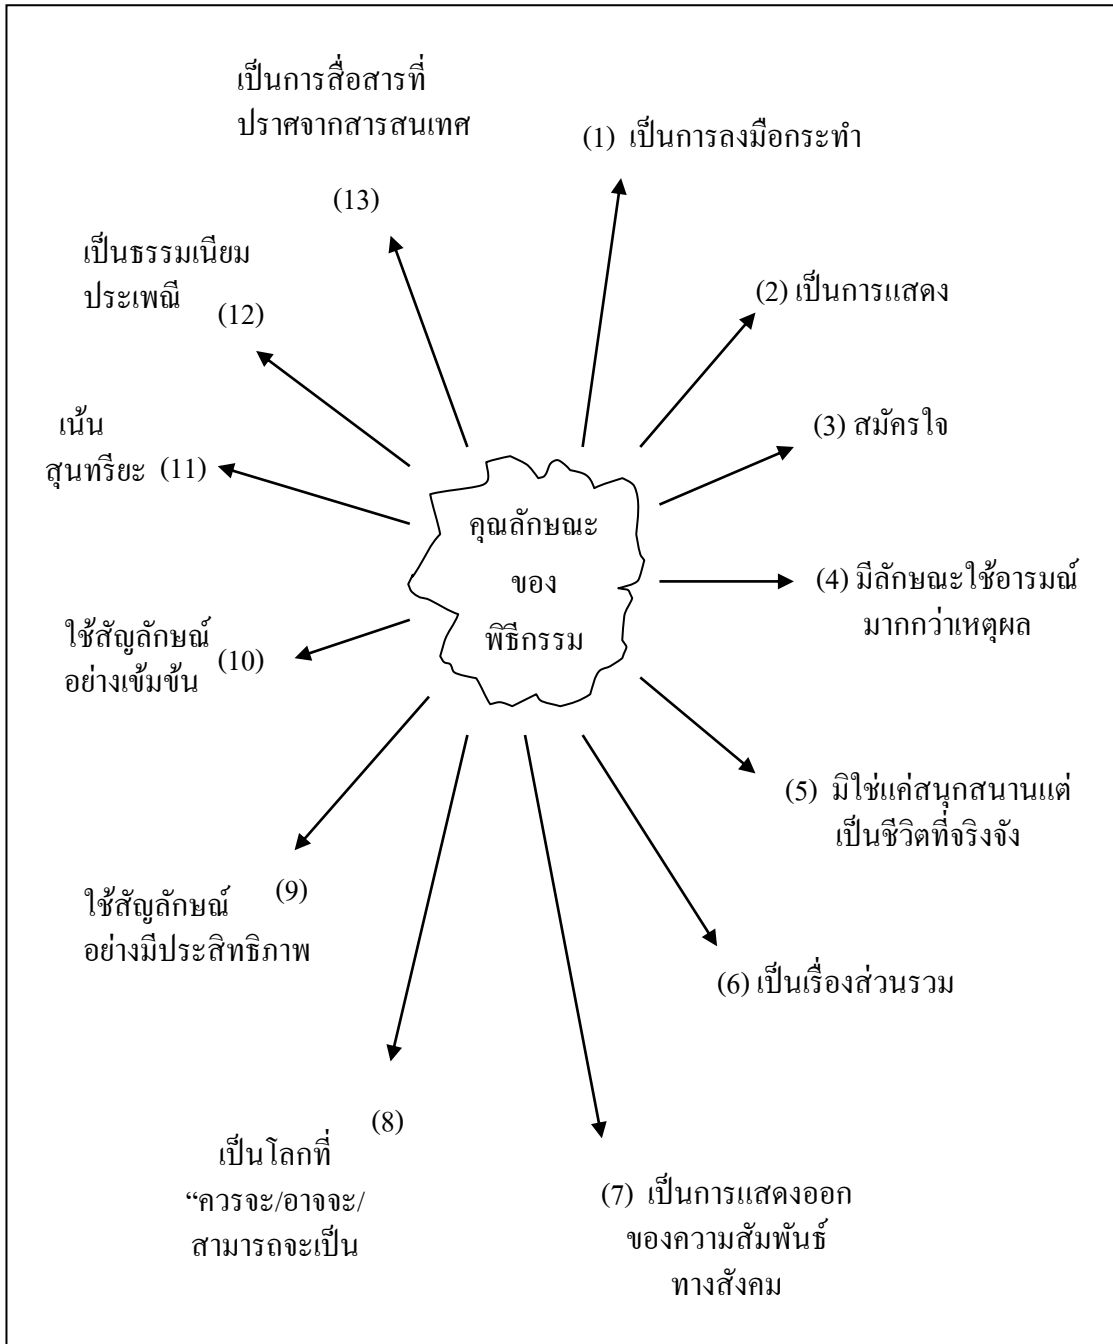 คุณลักษณะ
ของ
พิธีกรรม
(1) เป็นการลงมือกระทำ
(2) เป็นการแสดง
(3) สมัครใจ
(4) มีลักษณะใช้อารมณ์
มากกว่าเหตุผล
(5) มิใช่แค่สนุกสนานแต่
เป็นชีวิตที่จริงจัง
(6) เป็นเรื่องส่วนรวม
(7) เป็นการแสดงออก
ของความสัมพันธ์
ทางสังคม
(8)
เป็นโลกที่
“ควรจะ/อาจจะ/
สามารถจะเป็น
(9)
ใช้สัญลักษณ์
อย่างมีประสิทธิภาพ
(10)
ใช้สัญลักษณ์
อย่างเข้มข้น
เน้น
สุนทรียะ (11)
เป็นธรรมเนียม
ประเพณี
(12)
เป็นการสื่อสารที่
ปราศจากสารสนเทศ
(13)